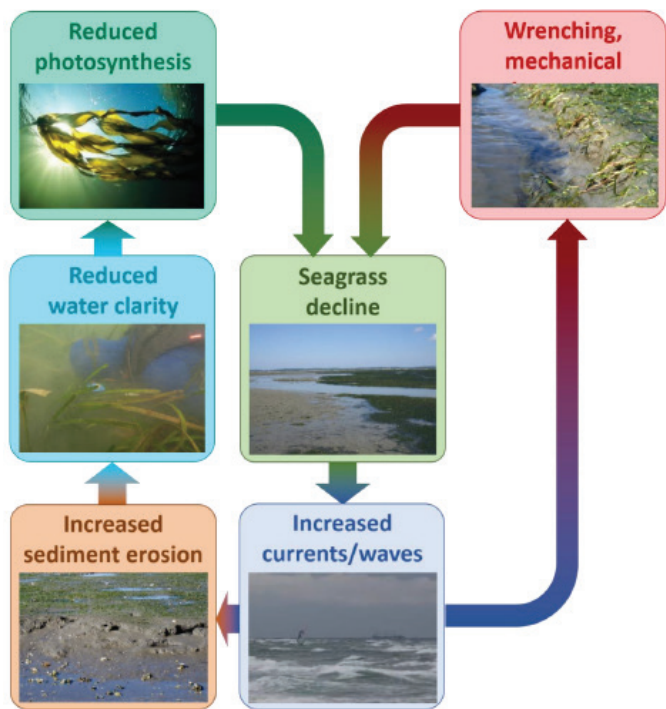 Reduced
photosynthesis
Wrenching,
mechanical
Reduced
water clarity
Seagrass
decline
Increased
sediment erosion
Increased
currents/waves